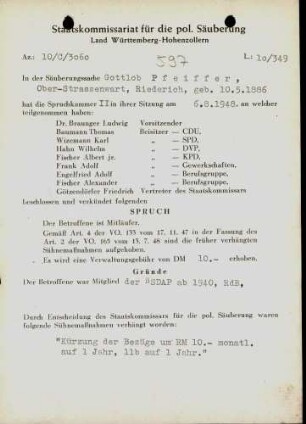 Staatskommissariat für die pol. Säuberung
Land Württemberg-Hohenzollern
Az.: 10/C/3060
597
L: 10/349
In der Säuberungssache Gottlob Pfeiffer,
Ober-Strassenwart, Riederich, geb. 10.5.1886
hat die Spruchkammer II in ihrer Sitzung am 6.8.1948. an welcher
teilgenommen haben:
Dr. Brauager Ludwig Vorsitzender
Baumann Thomas Beisitzer - CDU,
Wizemann Karl „ - SPD,
Hahn Wilhelm „ - DVP,
Fischer Albert jr. „ - KPD,
Frank Adolf „ - Gewerkschaften,
Engelfried Adolf „ - Berufsgruppe,
Fischer Alexander „ - Berufsgruppe,
Götzendörfer Friedrich Vertreter des Staatskommissars
beschlossen und verkündet folgenden
SPRUCH
Der Betroffene ist Mitläufer.
Gemäß Art. 4 der VO. 133 vom 17. 11. 47 in der Fassung des
Art. 2 der VO. 165 vom 13. 7. 48 sind die früher verhängten
Sühnemaßnahmen aufgehoben.
Es wird eine Verwaltungsgebühr von DM 10.- erhoben.
Gründe
Der Betroffene war Mitglied der NSDAP ab 1940, RdB,
Durch Entscheidung des Staatskommissars für die pol. Säuberung waren
folgende Sühnemaßnahmen verhängt worden:
"Kürzung der Bezüge um RM 10.- monatl.
auf 1 Jahr, 11b auf 1 Jahr."